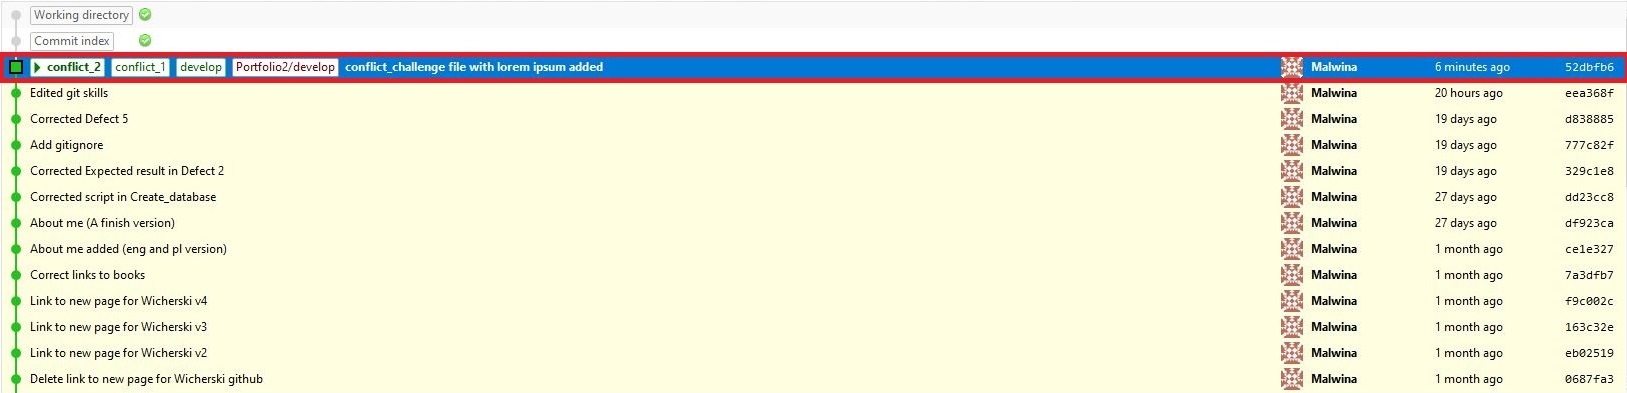 Working directory
Commit index
conflict_2 conflict_1 develop Portfolio2/develop conflict_challenge file with lorem ipsum added Malwina 6 minutes ago 52dbfb6
Edited git skills Malwina 20 hours ago eea368f
Corrected Defect 5 Malwina 19 days ago d838885
Add gitignore Malwina 19 days ago 777c82f
Corrected Expected result in Defect 2 Malwina 19 days ago 329c1e8
Corrected script in Create_database Malwina 27 days ago dd23cc8
About me (A finish version) Malwina 27 days ago df923ca
About me added (eng and pl version) Malwina 1 month ago ce1e327
Correct links to books Malwina 1 month ago 7a3dfb7
Link to new page for Wicherski v4 Malwina 1 month ago f9c002c
Link to new page for Wicherski v3 Malwina 1 month ago 163c32e
Link to new page for Wicherski v2 Malwina 1 month ago eb02519
Delete link to new page for Wicherski github Malwina 1 month ago 0687fa3